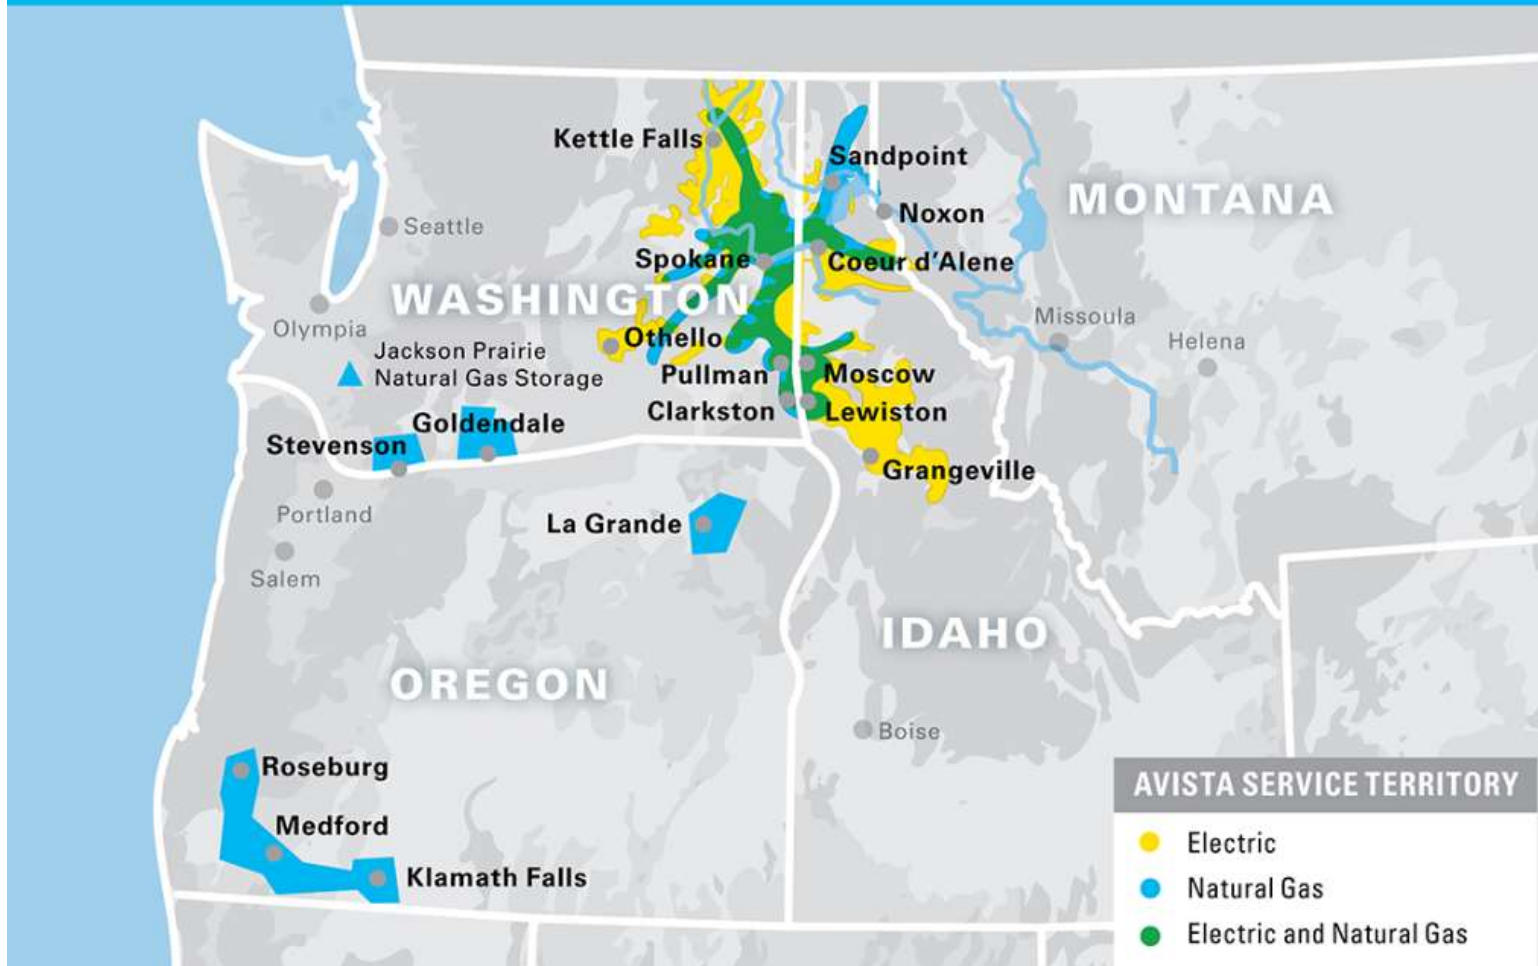 Kettle Falls
Sandpoint
MONTANA
Noxon
Seattle
Spokane
Coeur d'Alene
WASHINGTON
Olympia
Missoula
Othello
Helena
Jackson Prairie
Natural Gas Storage
Pullman
Moscow
Clarkston
Lewiston
Goldendale
Stevenson
Grangeville
Portland
La Grande
Salem
IDAHO
OREGON
Boise
Roseburg
Medford
Klamath Falls
AVISTA SERVICE TERRITORY
Electric
Natural Gas
Electric and Natural Gas